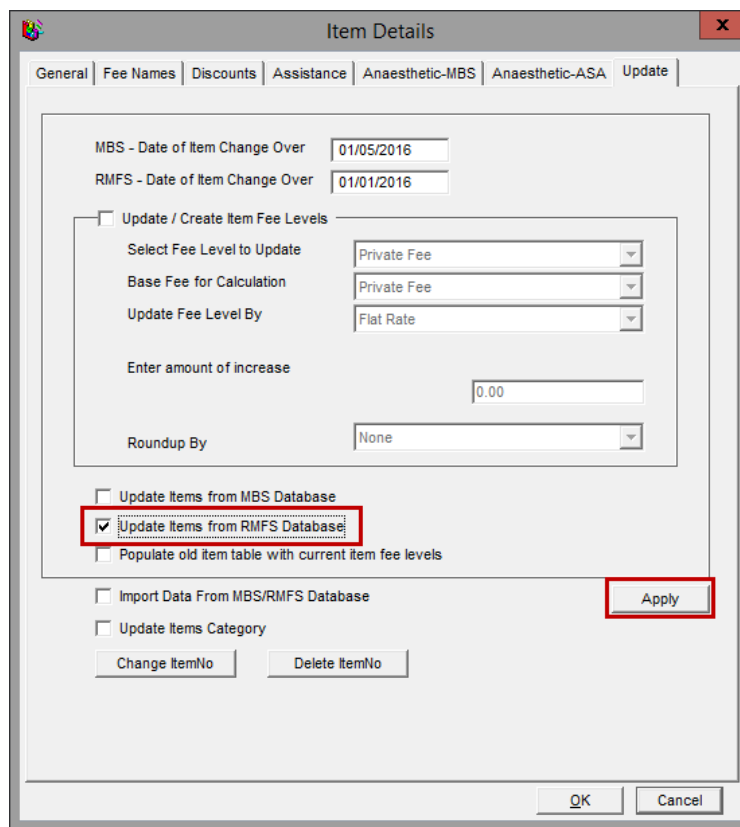 Item Details
X
General Fee Names Discounts Assistance Anaesthetic-MBS Anaesthetic-ASA Update
MBS - Date of Item Change Over 01/05/2016
RMFS - Date of Item Change Over 01/01/2016
Update / Create Item Fee Levels
Select Fee Level to Update Private Fee
Base Fee for Calculation Private Fee
Update Fee Level By Flat Rate
Enter amount of increase
0.00
Roundup By None
Update Items from MBS Database
Update Items from RMFS Database
Populate old item table with current item fee levels
Import Data From MBS/RMFS Database Apply
Update Items Category
Change ItemNo Delete ItemNo
OK Cancel